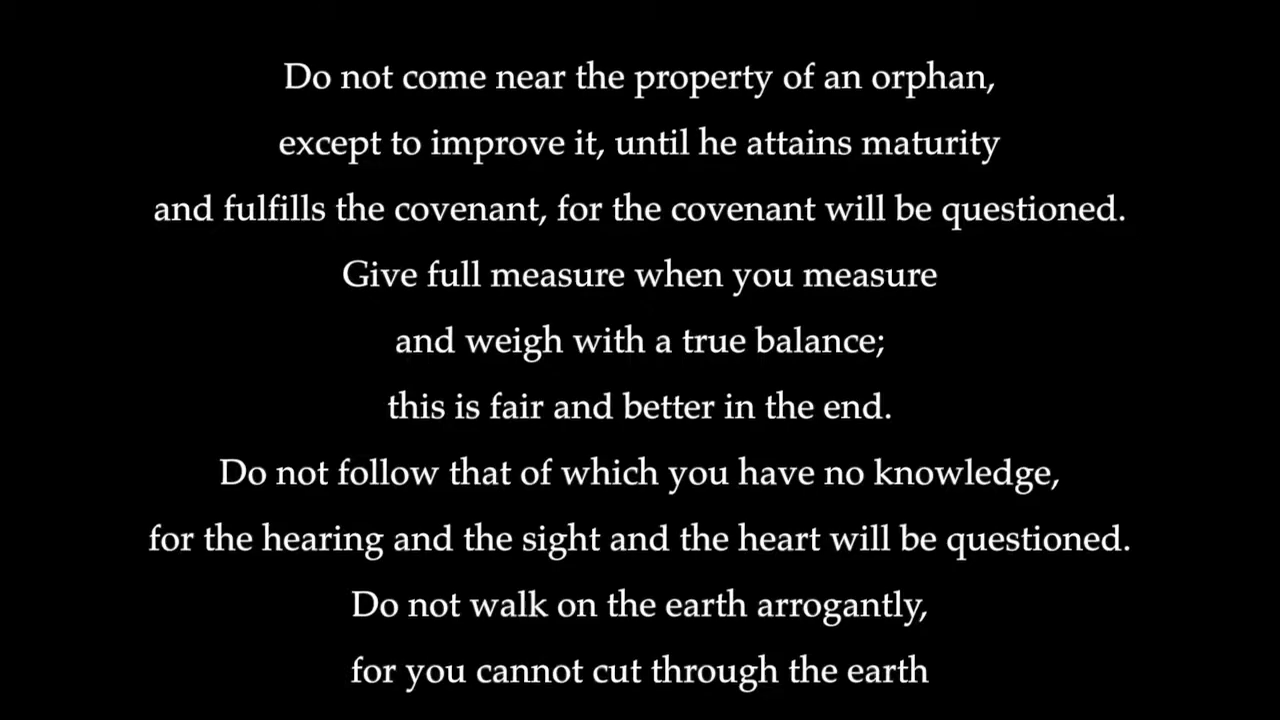 Do not come near the property of an orphan,
except to improve it, until he attains maturity
and fulfills the covenant, for the covenant will be questioned.
Give full measure when you measure
and weigh with a true balance;
this is fair and better in the end.
Do not follow that of which you have no knowledge,
for the hearing and the sight and the heart will be questioned.
Do not walk on the earth arrogantly,
for you cannot cut through the earth